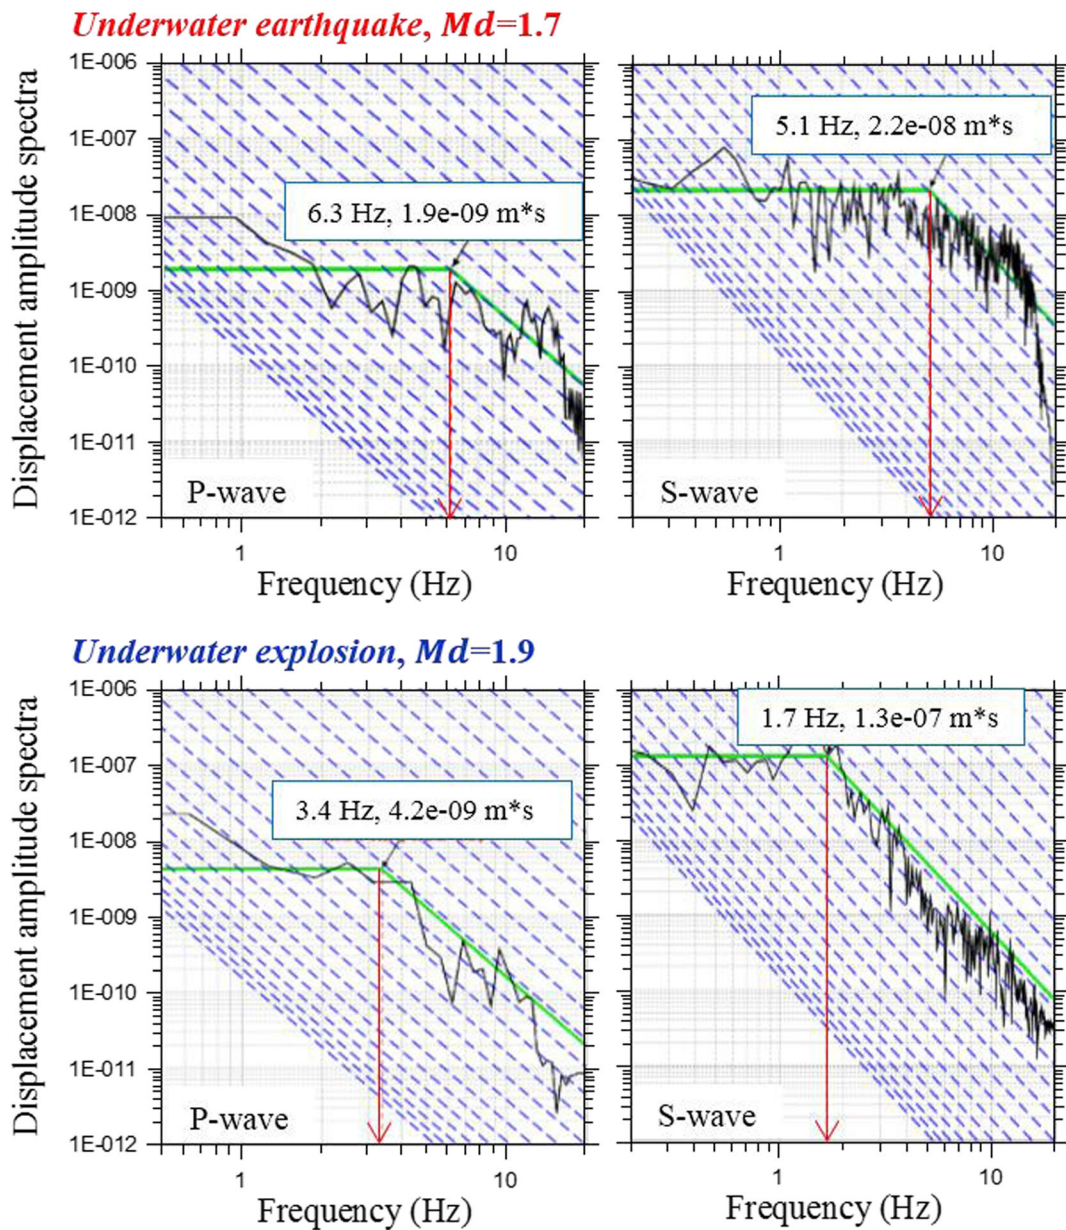 Underwater earthquake, Md=1.7
Displacement amplitude spectra
1E-006
1E-007
1E-008
1E-009
1E-010
1E-011
1E-012
6.3 Hz, 1.9e-09 m*s
P-wave
1
10
Frequency (Hz)
5.1 Hz, 2.2e-08 m*s
S-wave
1
10
Frequency (Hz)
Underwater explosion, Md=1.9
Displacement amplitude spectra
1E-006
1E-007
1E-008
1E-009
1E-010
1E-011
1E-012
3.4 Hz, 4.2e-09 m*s
P-wave
1
10
Frequency (Hz)
1.7 Hz, 1.3e-07 m*s
S-wave
1
10
Frequency (Hz)